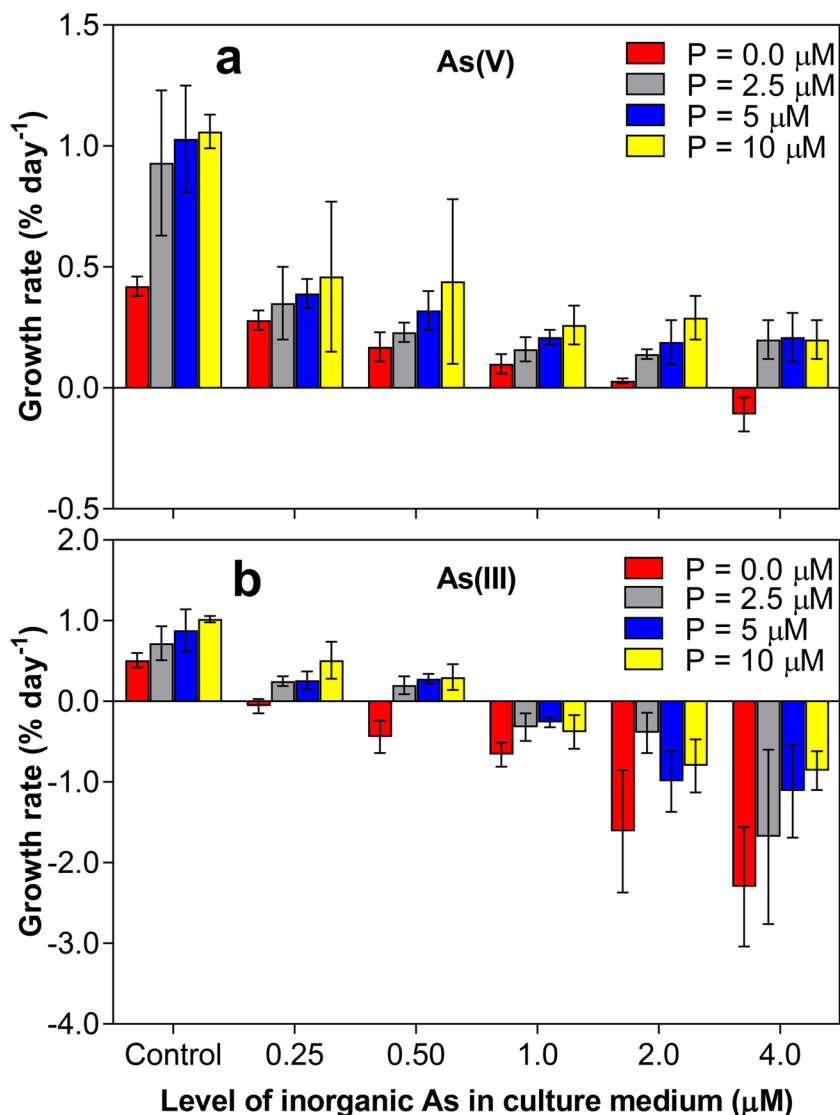 1.5
a
As(V)
P = 0.0 μM
P = 2.5 μM
P = 5 μM
P = 10 μM
1.0
0.5
0.0
-0.5
Growth rate (% day⁻¹)
2.0
b
As(III)
P = 0.0 μM
P = 2.5 μM
P = 5 μM
P = 10 μM
1.0
0.0
-1.0
-2.0
-3.0
-4.0
Growth rate (% day⁻¹)
Control 0.25 0.50 1.0 2.0 4.0
Level of inorganic As in culture medium (μM)